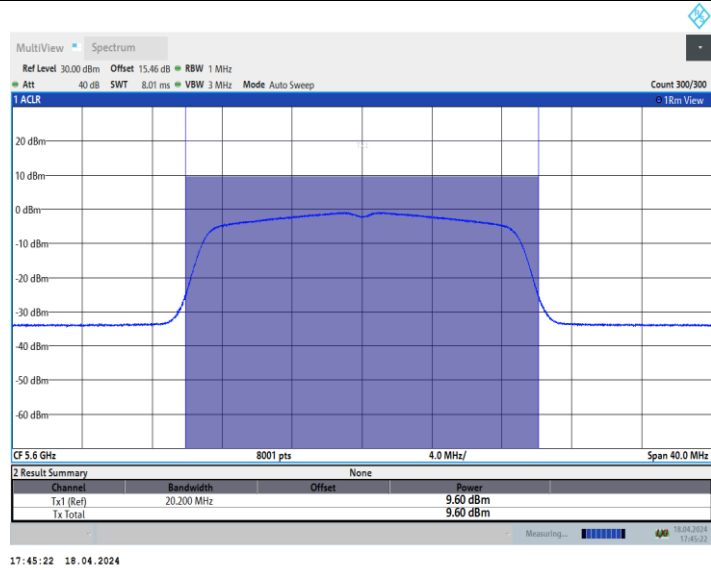 MultiView Spectrum
Ref Level 30.00 dBm Offset 15.46 dB RBW 1 MHz
Att 40 dB SWT 8.01 ms VBW 3 MHz Mode Auto Sweep Count 300/300
1 ACLR 1Rm View
20 dBm
10 dBm
0 dBm
-10 dBm
-20 dBm
-30 dBm
-40 dBm
-50 dBm
-60 dBm
CF 5.6 GHz 8001 pts 4.0 MHz/ Span 40.0 MHz
2 Result Summary None
Channel Bandwidth Offset Power
Tx1 (Ref) 20.200 MHz 9.60 dBm
Tx Total 9.60 dBm
Measuring... 18.04.2024
17:45:22
17:45:22 18.04.2024